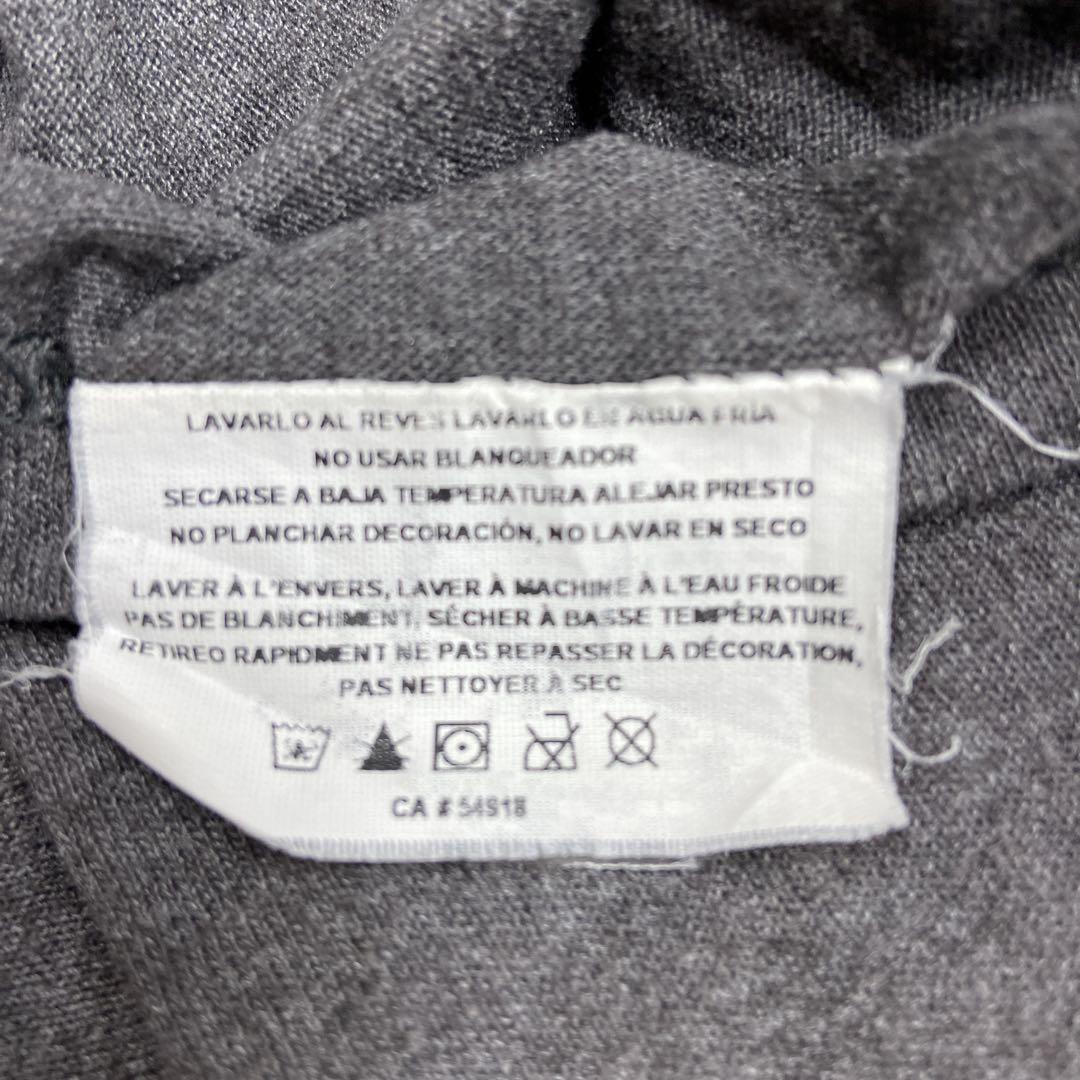 LAVARLO AL REVES LAVARLO EN AGUA FRÍA
NO USAR BLANQUEADOR
SECARSE A BAJA TEMPERATURA ALEJAR PRESTO
NO PLANCHAR DECORACIÓN, NO LAVAR EN SECO
LAVER À L'ENVERS, LAVER À MACHINE À L'EAU FROIDE
PAS DE BLANCHIMENT, SÉCHER À BASSE TEMPÉRATURE,
RETIREO RAPIDMENT NE PAS REPASSER LA DÉCORATION,
PAS NETTOYER À SEC
CA # 54918